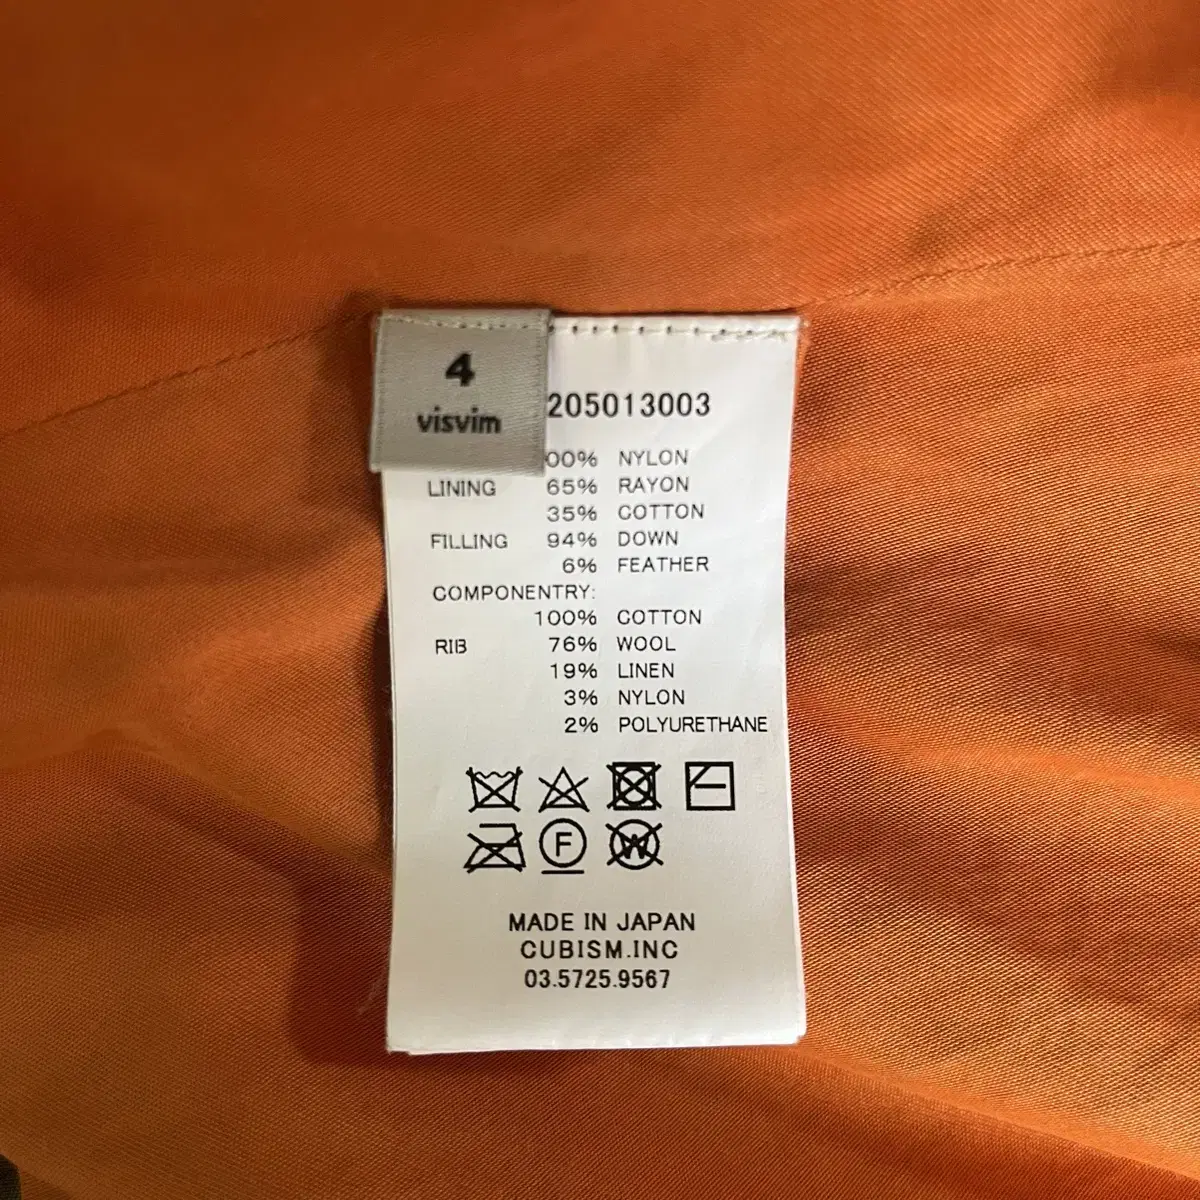 4
visvim
205013003
00% NYLON
LINING 65% RAYON
35% COTTON
FILLING 94% DOWN
6% FEATHER
COMPONENTRY:
100% COTTON
RIB 76% WOOL
19% LINEN
3% NYLON
2% POLYURETHANE
F
W
MADE IN JAPAN
CUBISM.INC
03.5725.9567